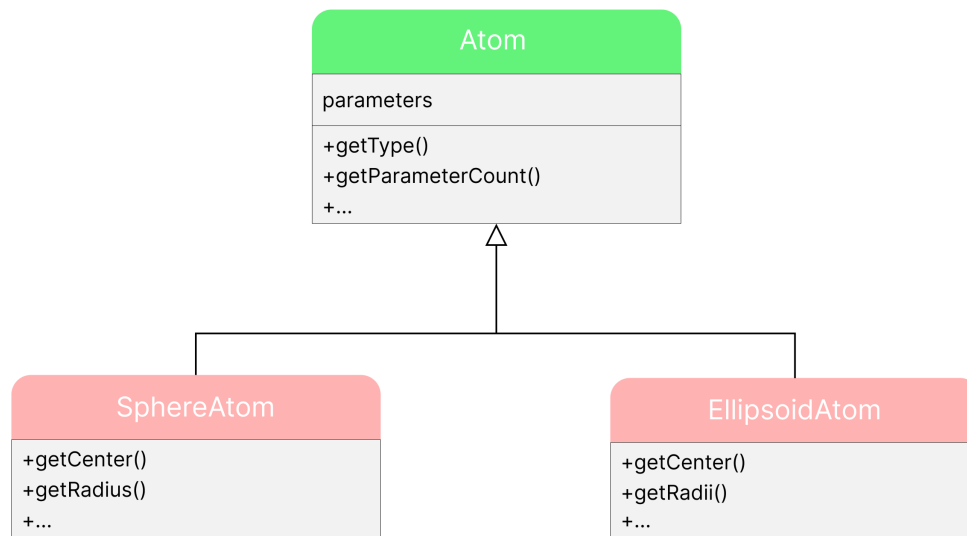 Atom
parameters
+getType()
+getParameterCount()
+...
SphereAtom
+getCenter()
+getRadius()
+...
EllipsoidAtom
+getCenter()
+getRadii()
+...